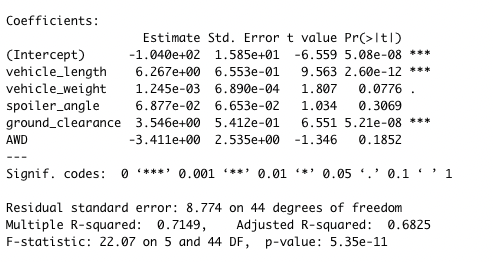 Coefficients:
Estimate Std. Error t value Pr(>|t|)
(Intercept) -1.040e+02 1.585e+01 -6.559 5.08e-08 ***
vehicle_length 6.267e+00 6.553e-01 9.563 2.60e-12 ***
vehicle_weight 1.245e-03 6.890e-04 1.807 0.0776 .
spoiler_angle 6.877e-02 6.653e-02 1.034 0.3069
ground_clearance 3.546e+00 5.412e-01 6.551 5.21e-08 ***
AWD -3.411e+00 2.535e+00 -1.346 0.1852
---
Signif. codes: 0 ‘***’ 0.001 ‘**’ 0.01 ‘*’ 0.05 ‘.’ 0.1 ‘ ’ 1
Residual standard error: 8.774 on 44 degrees of freedom
Multiple R-squared: 0.7149, Adjusted R-squared: 0.6825
F-statistic: 22.07 on 5 and 44 DF, p-value: 5.35e-11